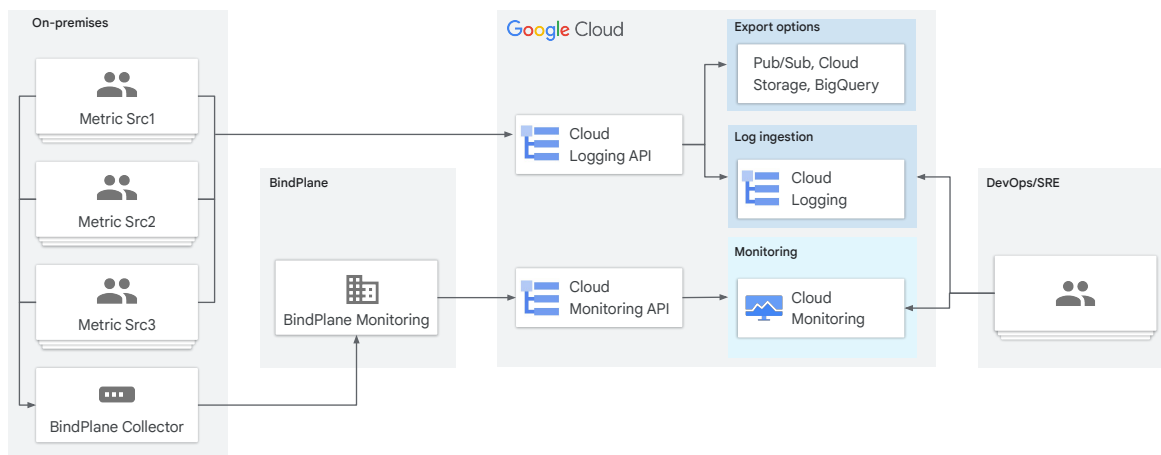 On-premises
Metric Src1
Metric Src2
Metric Src3
BindPlane Collector
BindPlane
BindPlane Monitoring
Google Cloud
Cloud
Logging API
Cloud
Monitoring API
Export options
Pub/Sub, Cloud
Storage, BigQuery
Log ingestion
Cloud
Logging
Monitoring
Cloud
Monitoring
DevOps/SRE